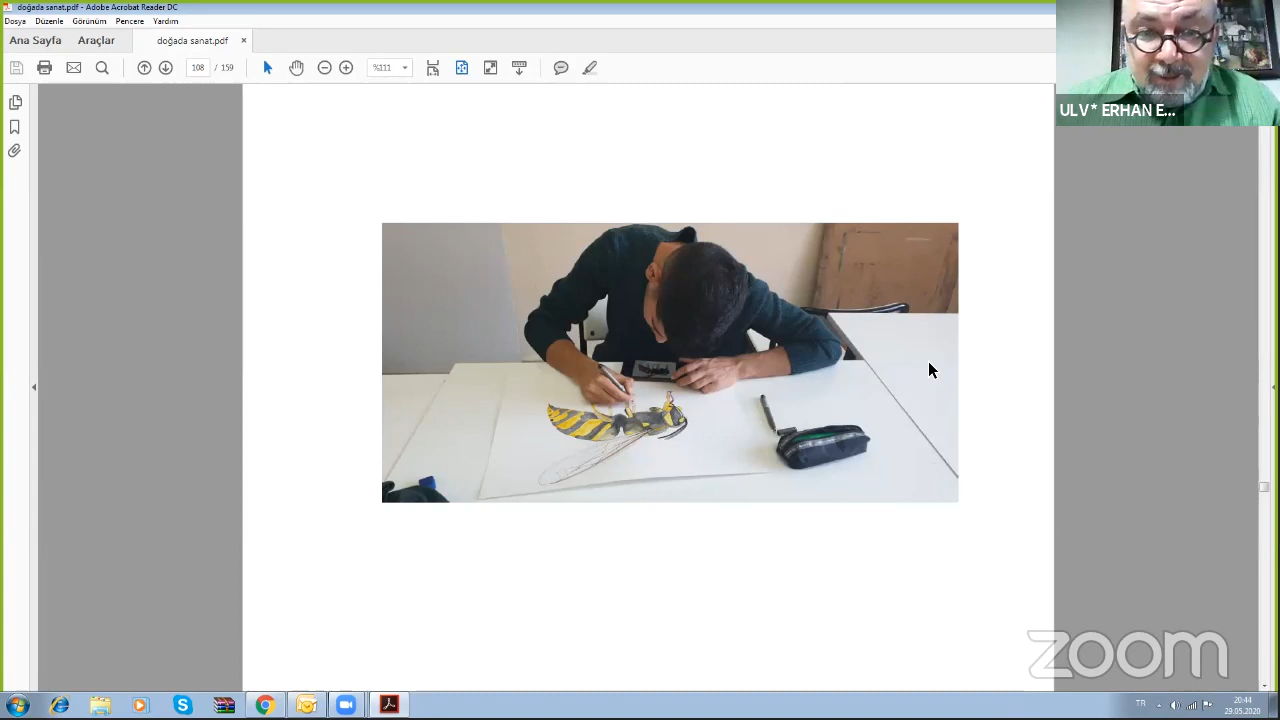 doğada sanat.pdf - Adobe Acrobat Reader DC
Dosya Düzenle Görünüm Pencere Yardım
Ana Sayfa Araçlar doğada sanat.pdf ×
108 / 159 %111
ULV* ERHAN E...
zoom
TR 20:44
29.05.2020